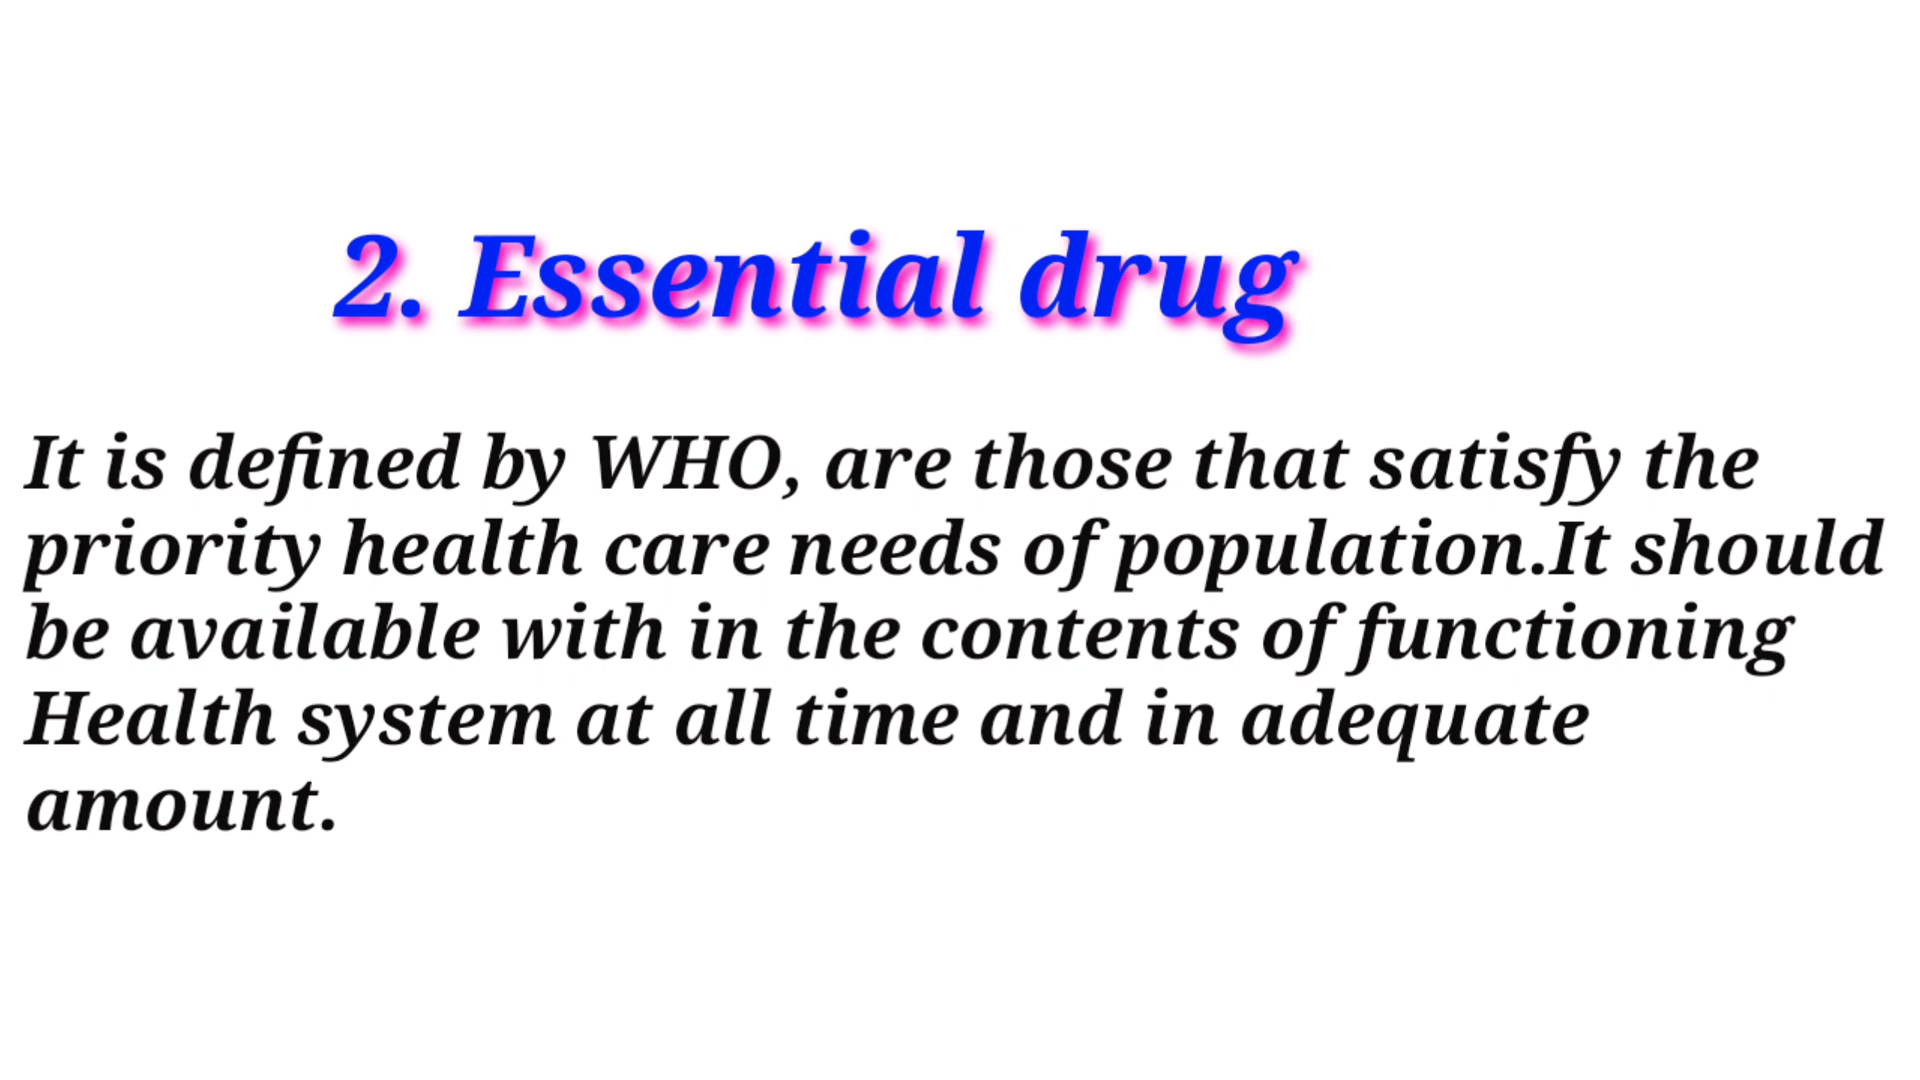 2. Essential drug
It is defined by WHO, are those that satisfy the
priority health care needs of population.It should
be available with in the contents of functioning
Health system at all time and in adequate
amount.